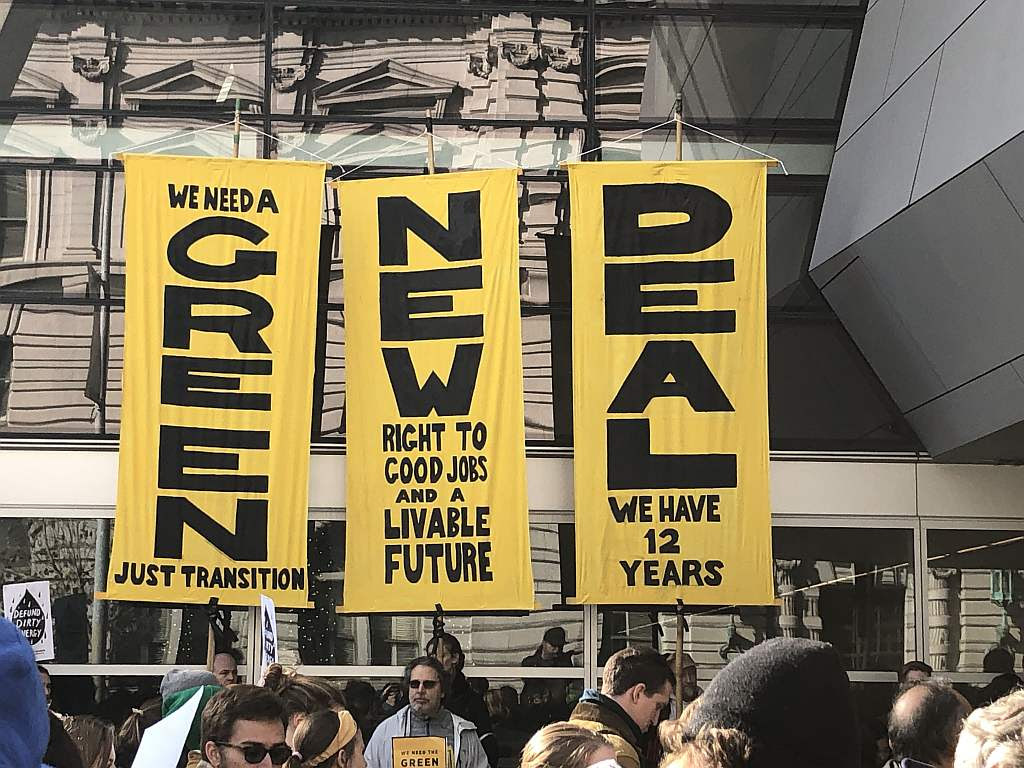 WE NEED A
GREEN
JUST TRANSITION
NEW
RIGHT TO
GOOD JOBS
AND A
LIVABLE
FUTURE
DEAL
WE HAVE
12
YEARS
DEFUND
DIRTY
ENERGY
WE NEED THE
GREEN